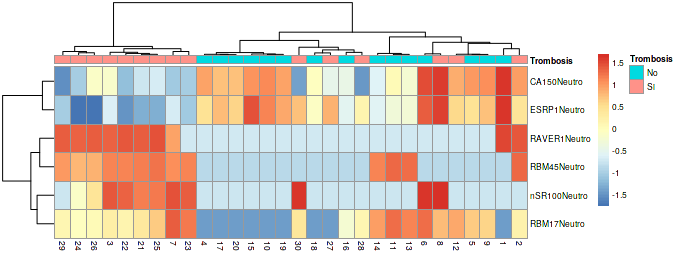 Trombosis
CA150Neutro
ESRP1Neutro
RAVER1Neutro
RBM45Neutro
nSR100Neutro
RBM17Neutro
29 24 26 3 22 21 25 7 23 4 17 20 15 10 19 30 18 27 16 28 14 11 13 6 8 12 5 9 1 2
1.5
1
0.5
0
-0.5
-1
-1.5
Trombosis
No
SI